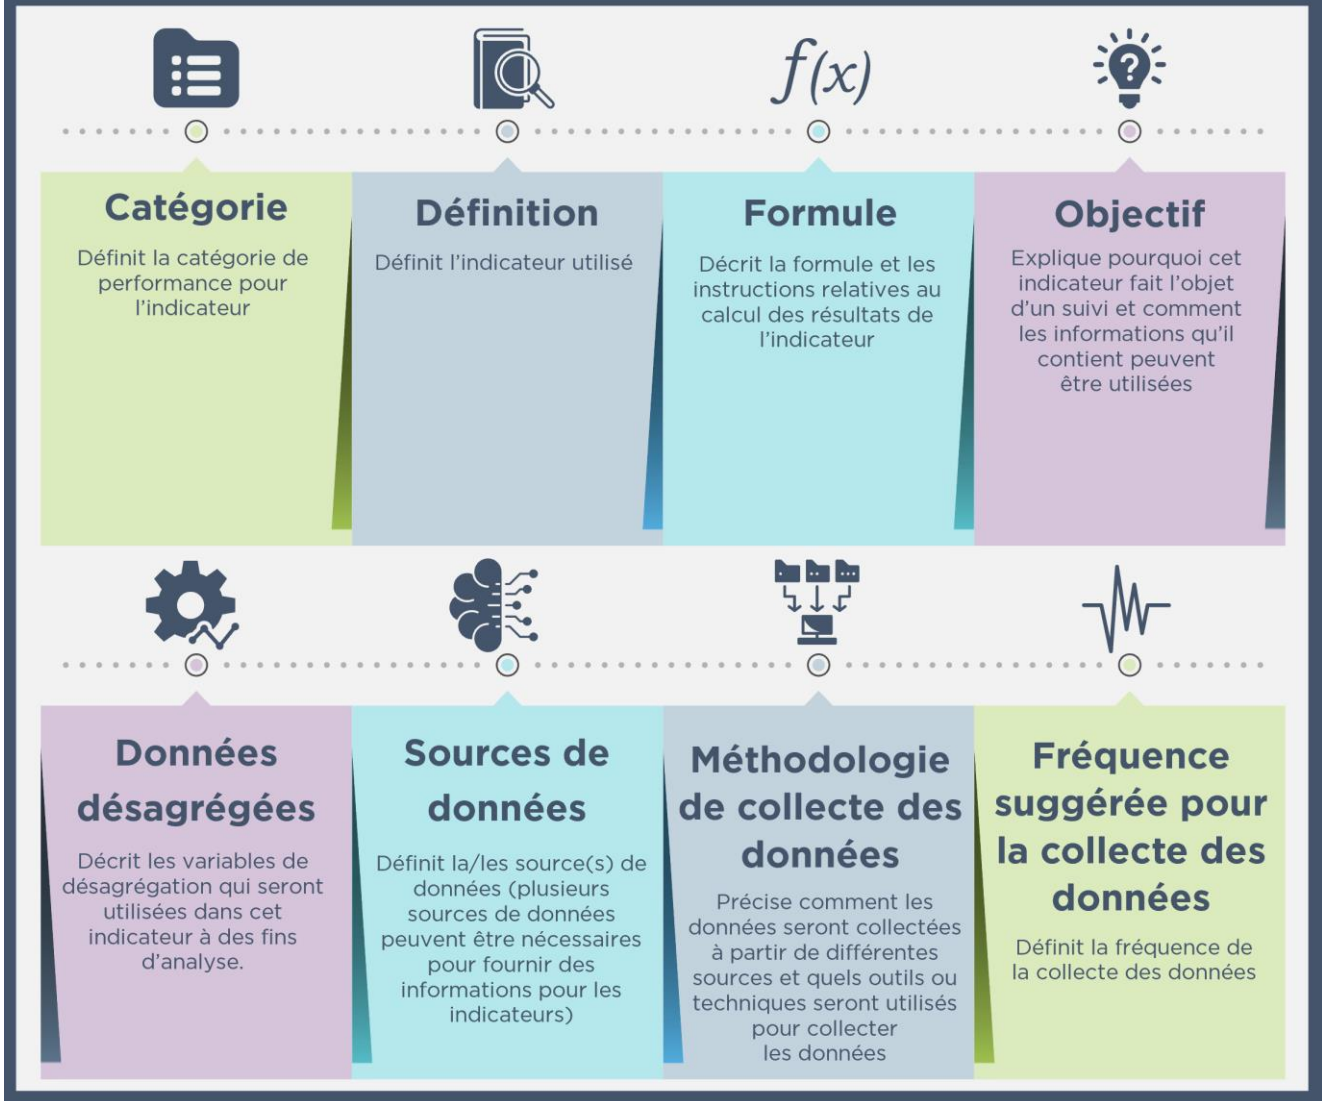 f(x)
Catégorie
Définit la catégorie de
performance pour
l'indicateur
Définition
Définit l'indicateur utilisé
Formule
Décrit la formule et les
instructions relatives au
calcul des résultats de
l'indicateur
Objectif
Explique pourquoi cet
indicateur fait l'objet
d'un suivi et comment
les informations qu'il
contient peuvent
être utilisées
Données
désagrégées
Décrit les variables de
désagrégation qui seront
utilisées dans cet
indicateur à des fins
d'analyse.
Sources de
données
Définit la/les source(s) de
données (plusieurs
sources de données
peuvent être nécessaires
pour fournir des
informations pour les
indicateurs)
Méthodologie
de collecte des
données
Précise comment les
données seront collectées
à partir de différentes
sources et quels outils ou
techniques seront utilisés
pour collecter
les données
Fréquence
suggérée pour
la collecte des
données
Définit la fréquence de
la collecte des données